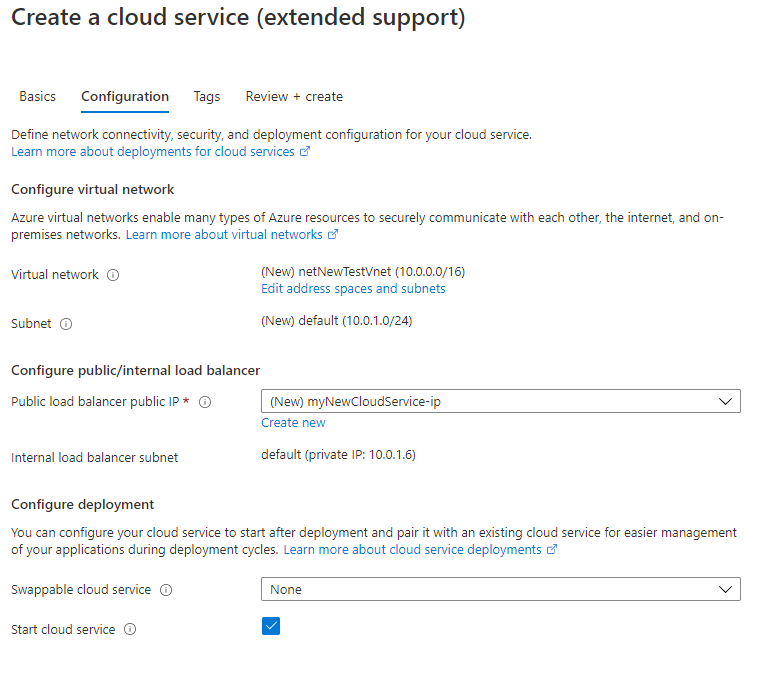 Create a cloud service (extended support)
Basics Configuration Tags Review + create
Define network connectivity, security, and deployment configuration for your cloud service.
Learn more about deployments for cloud services
Configure virtual network
Azure virtual networks enable many types of Azure resources to securely communicate with each other, the internet, and on-
premises networks. Learn more about virtual networks
Virtual network (New) netNewTestVnet (10.0.0.0/16)
Edit address spaces and subnets
Subnet (New) default (10.0.1.0/24)
Configure public/internal load balancer
Public load balancer public IP * (New) myNewCloudService-ip
Create new
Internal load balancer subnet default (private IP: 10.0.1.6)
Configure deployment
You can configure your cloud service to start after deployment and pair it with an existing cloud service for easier management
of your applications during deployment cycles. Learn more about cloud service deployments
Swappable cloud service None
Start cloud service